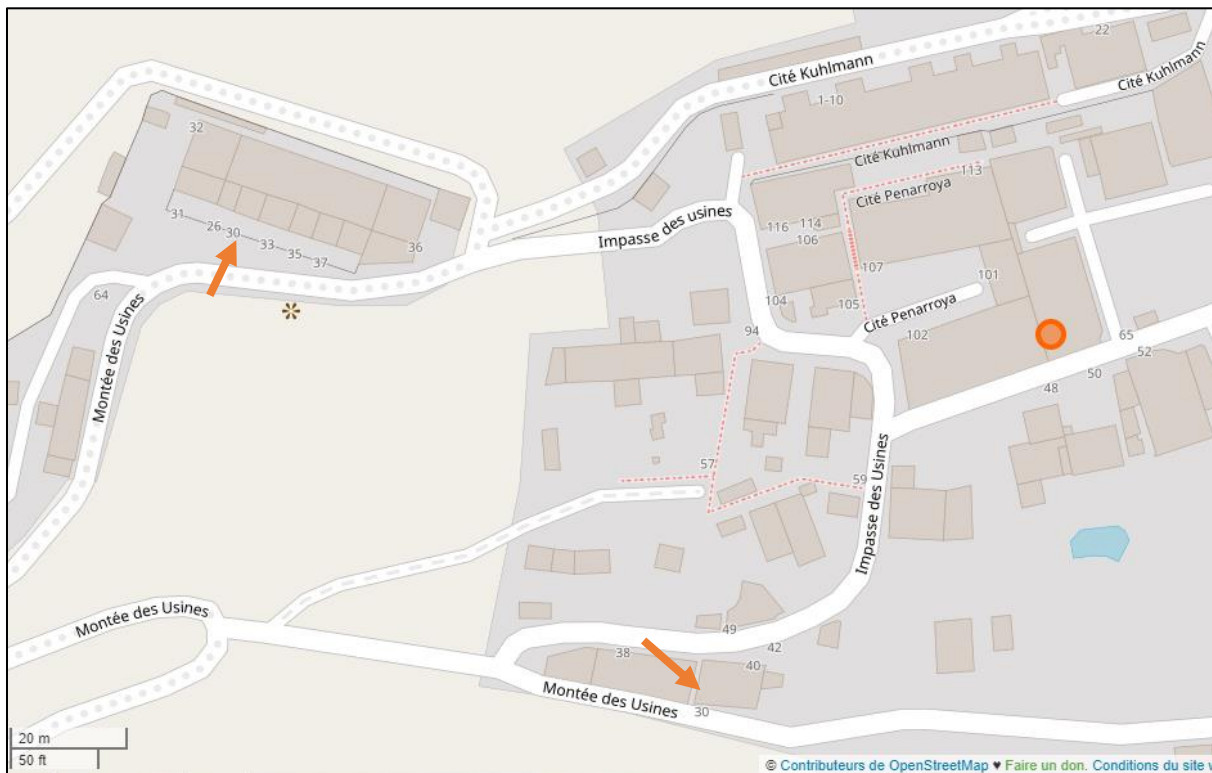 22
Cité Kuhlmann
Cité Kuhlmann
1-10
32
Cité Kuhlmann
113
Cité Penarroya
31
26
30
33
35
37
36
Impasse des usines
116
114
106
107
101
64
104
105
Cité Penarroya
102
94
65
52
50
48
Montée des Usines
57
59
Impasse des Usines
Montée des Usines
49
42
38
40
Montée des Usines
30
20 m
50 ft
© Contributeurs de OpenStreetMap ♥ Faire un don. Conditions du site w